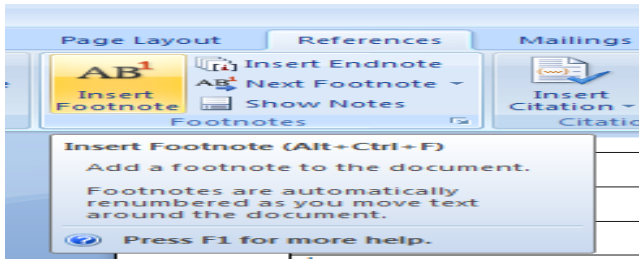 Page Layout References Mailings
AB1 Insert Endnote
AB1 Next Footnote
Insert Footnote
Show Notes
Insert Citation
Footnotes
Citatio
Insert Footnote (Alt+Ctrl+F)
Add a footnote to the document.
Footnotes are automatically
renumbered as you move text
around the document.
Press F1 for more help.